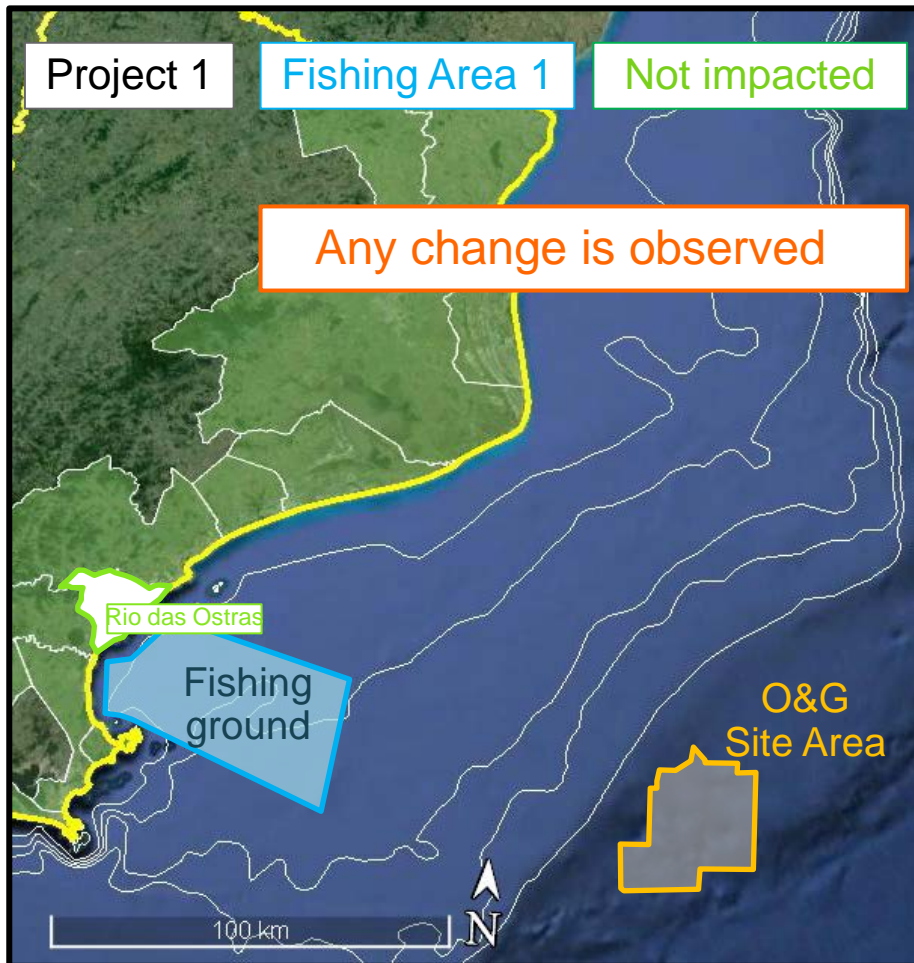 Project 1
Fishing Area 1
Not impacted
Any change is observed
Rio das Ostras
Fishing
ground
O&G
Site Area
100 km
N